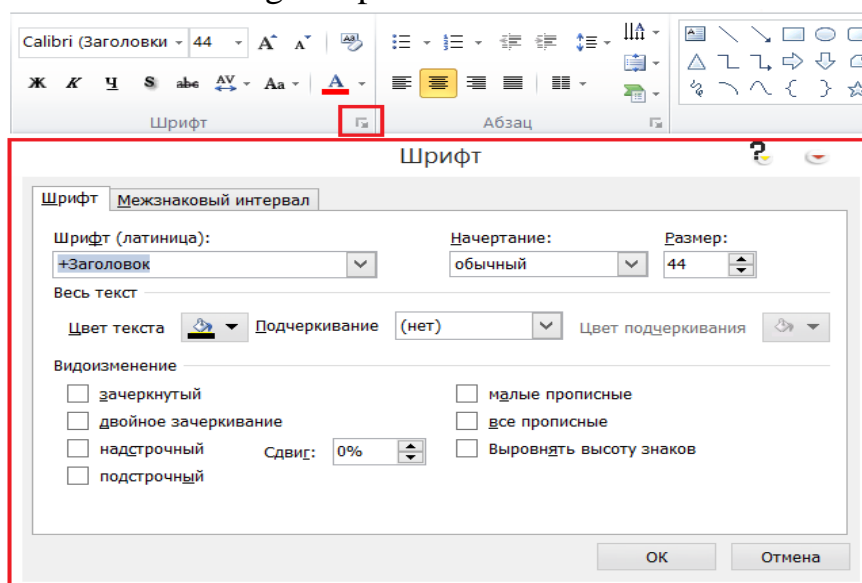 Calibri (Заголовки 44 А А
Ж К Ч S abc AV Aa А
Шрифт Абзац
Шрифт
Шрифт Межзнаковый интервал
Шрифт (латиница): Начертание: Размер:
+Заголовок обычный 44
Весь текст
Цвет текста Подчеркивание (нет) Цвет подчеркивания
Видоизменение
зачеркнутый малые прописные
двойное зачеркивание все прописные
надстрочный Сдвиг: 0% Выровнять высоту знаков
подстрочный
ОК Отмена